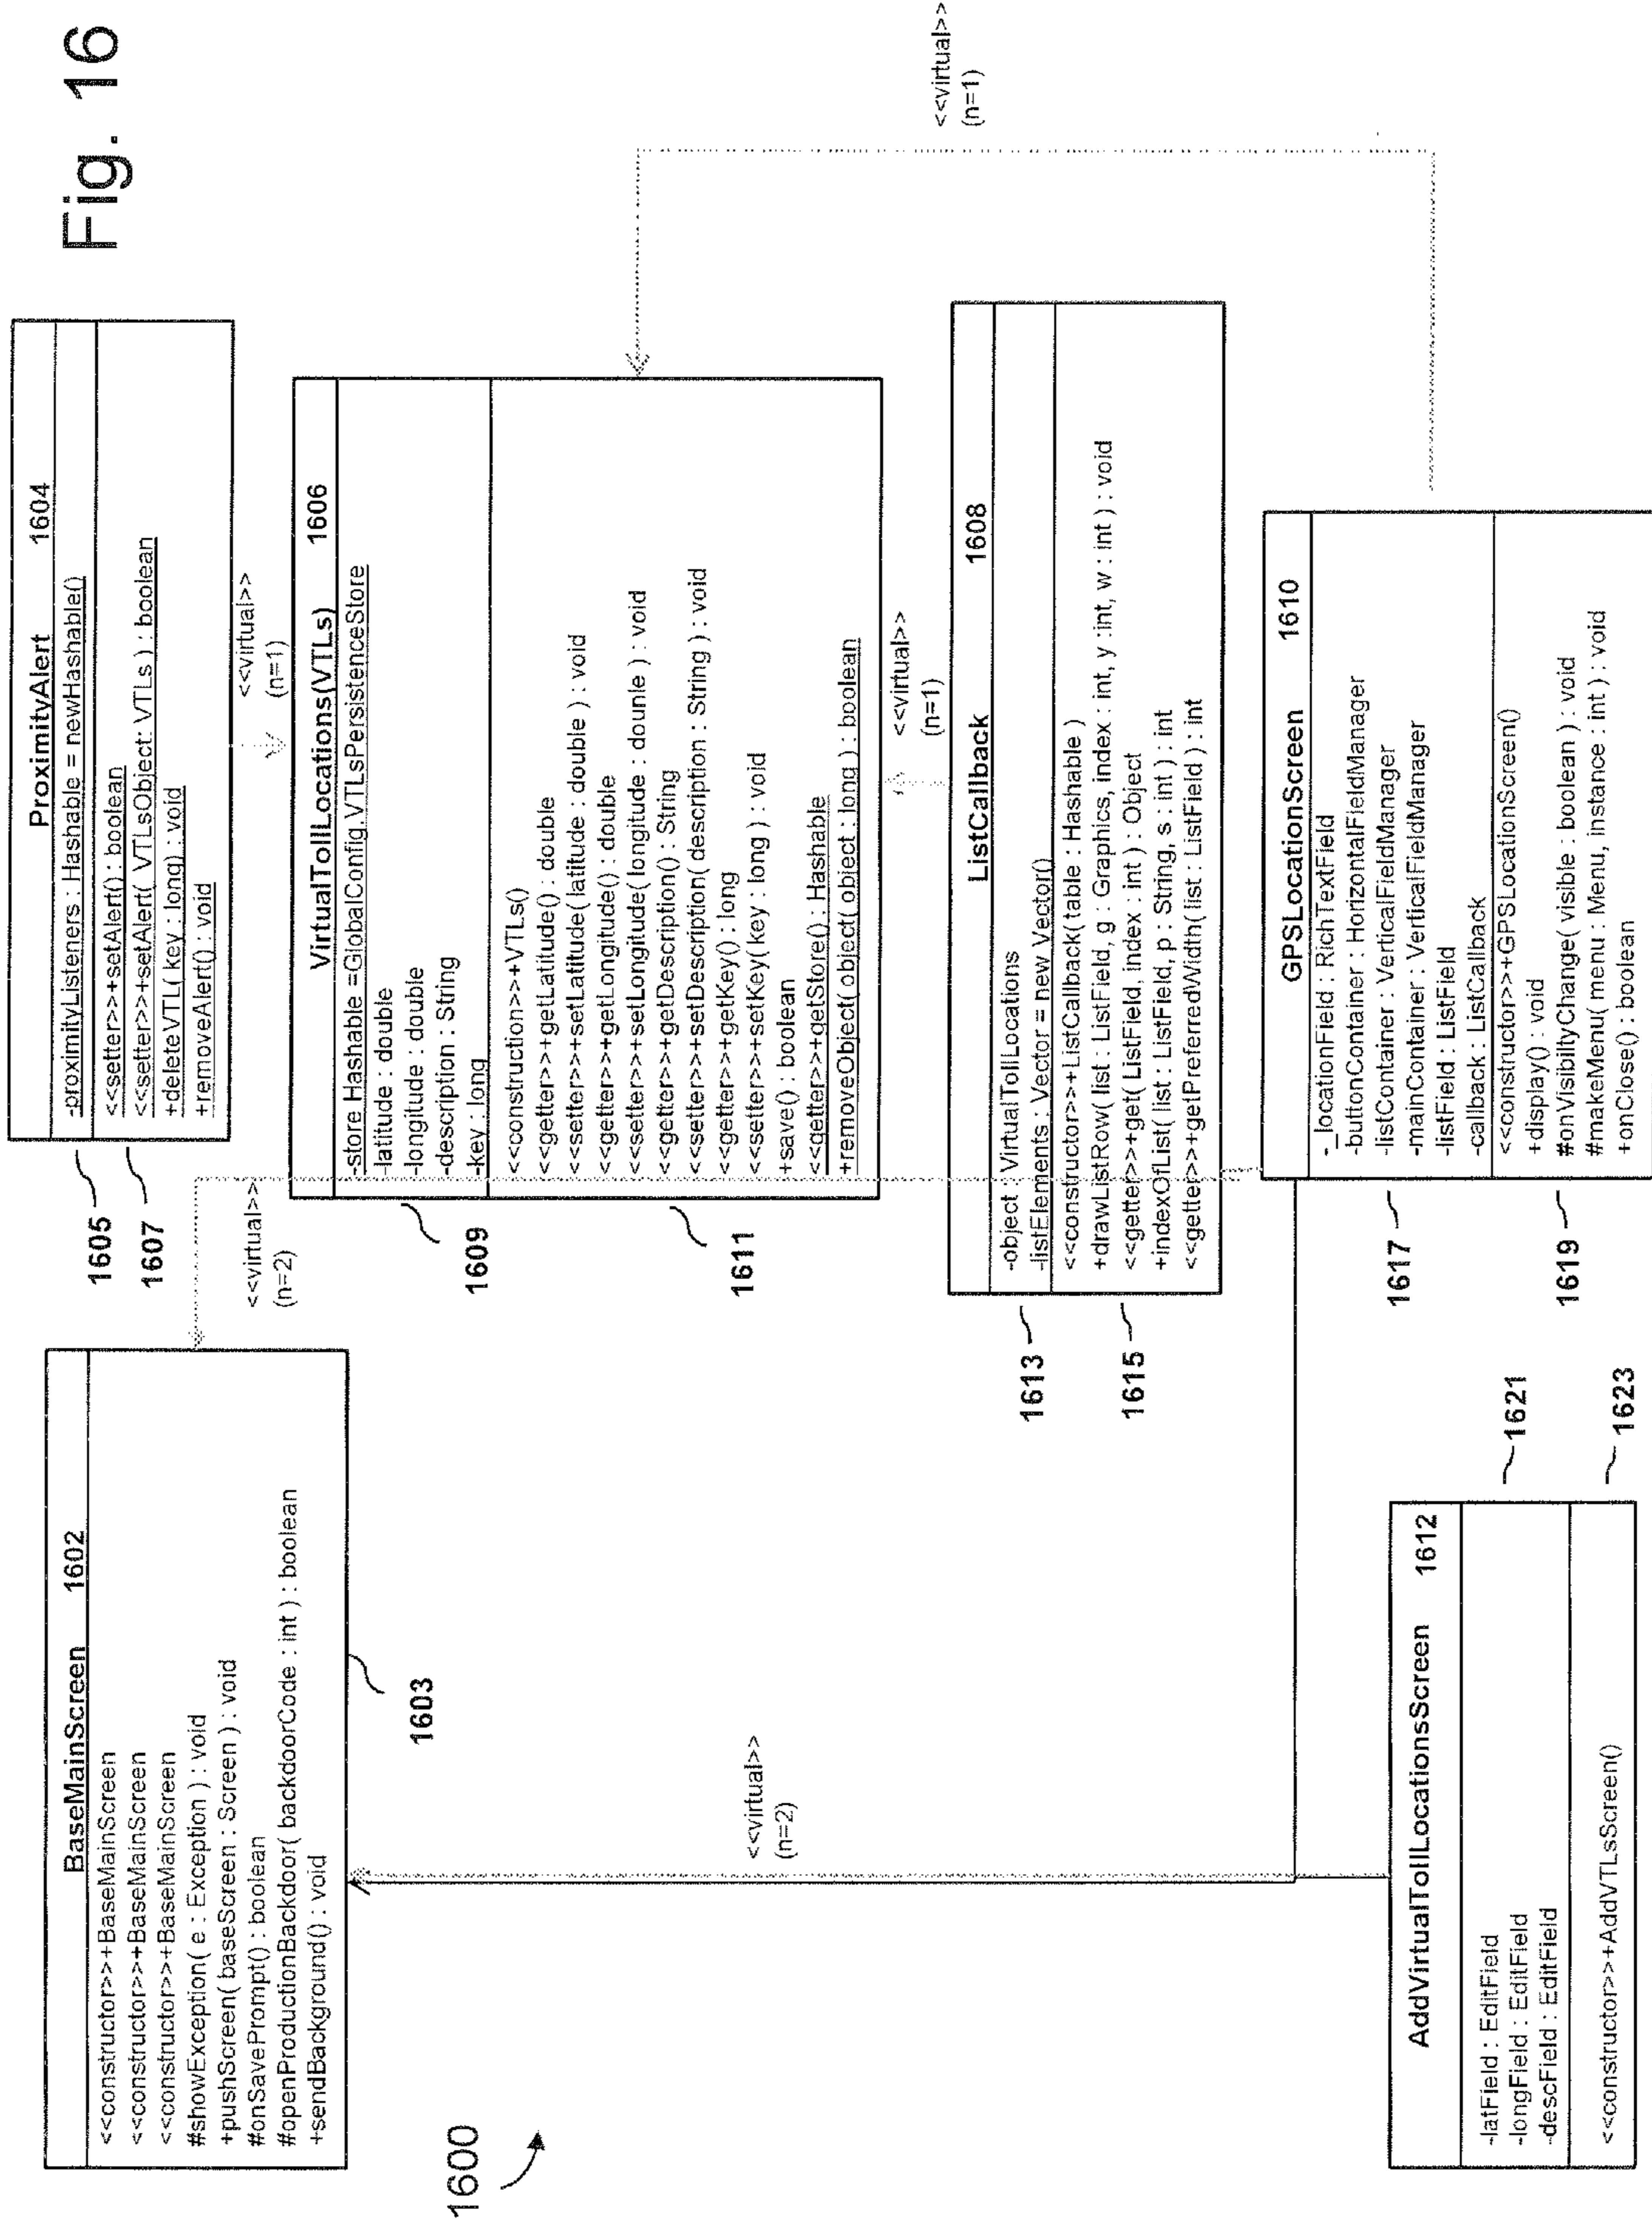 Fig. 16
1600
BaseMainScreen 1602
<<constructor>>+BaseMainScreen
<<constructor>>+BaseMainScreen
<<constructor>>+BaseMainScreen
#showException( e : Exception ) : void
+pushScreen( baseScreen : Screen ) : void
#onSavePrompt() : boolean
#openProductionBackdoor( backdoorCode : int ) : boolean
+sendBackground() : void
1603
<<virtual>>
(n=2)
<<virtual>>
(n=2)
ProximityAlert 1604
-proximityListeners : Hashable = newHashable()
<<setter>>+setAlert() : boolean
<<setter>>+setAlert( VTLsObject: VTLs ) : boolean
+deleteVTL( key : long) : void
+removeAlert() : void
1605
1607
<<virtual>>
(n=1)
VirtualTollLocations(VTLs) 1606
-store Hashable =GlobalConfig.VTLsPersistenceStore
-latitude : double
-longitude : double
-description : String
-key : long
<<construction>>+VTLs()
<<getter>>+getLatitude() : double
<<setter>>+setLatitude( latitude : double ) : void
<<getter>>+getLongitude() : double
<<setter>>+setLongitude( longitude : dounle ) : void
<<getter>>+getDescription() : String
<<setter>>+setDescription( description : String ) : void
<<getter>>+getKey() : long
<<setter>>+setKey( key : long ) : void
+save() : boolean
<<getter>>+getStore() : Hashable
+removeObject( object : long ) : boolean
1609
1611
<<virtual>>
(n=1)
<<virtual>>
(n=1)
ListCallback 1608
-object : VirtualTollLocations
-listElements : Vector = new Vector()
<<constructor>>+ListCallback( table : Hashable )
+drawListRow( list : ListField, g : Graphics, index : int, y :int, w : int ) : void
<<getter>>+get( ListField, index : int ) : Object
+indexOfList( list : ListField, p : String, s : int ) : int
<<getter>>+getPreferredWidth( list : ListField ) : int
1613
1615
GPSLocationScreen 1610
-_locationField : RichTextField
-buttonContainer : HorizontalFieldManager
-listContainer : VerticalFieldManager
-mainContainer : VerticalFieldManager
-listField : ListField
-callback : ListCallback
<<constructor>>+GPSLocationScreen()
+display() : void
#onVisibiltyChange( visible : boolean ) : void
#makeMenu( menu : Menu, instance : int ) : void
+onClose() : boolean
1617
1619
AddVirtualTollLocationsScreen 1612
-latField : EditField
-longField : EditField
-descField : EditField
<<constructor>>+AddVTLsScreen()
1621
1623